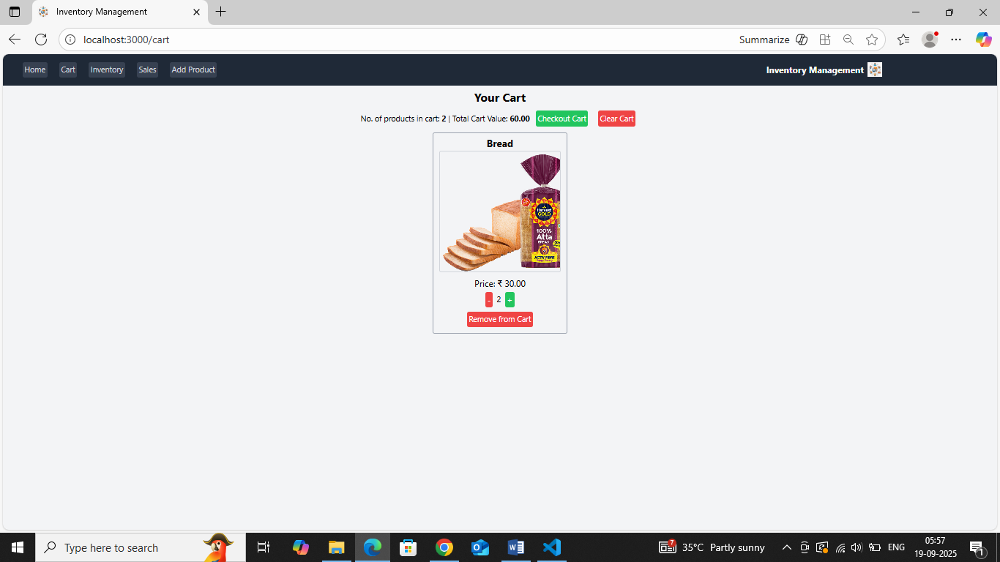 Inventory Management
localhost:3000/cart
Summarize
Home Cart Inventory Sales Add Product Inventory Management
Your Cart
No. of products in cart: 2 | Total Cart Value: 60.00 Checkout Cart Clear Cart
Bread
Harvest
GOLD
100%
Atta
BREAD
ACTIV FIBRE
Price: ₹ 30.00
- 2 +
Remove from Cart
Type here to search
7 35°C Partly sunny ENG 05:57
19-09-2025 1